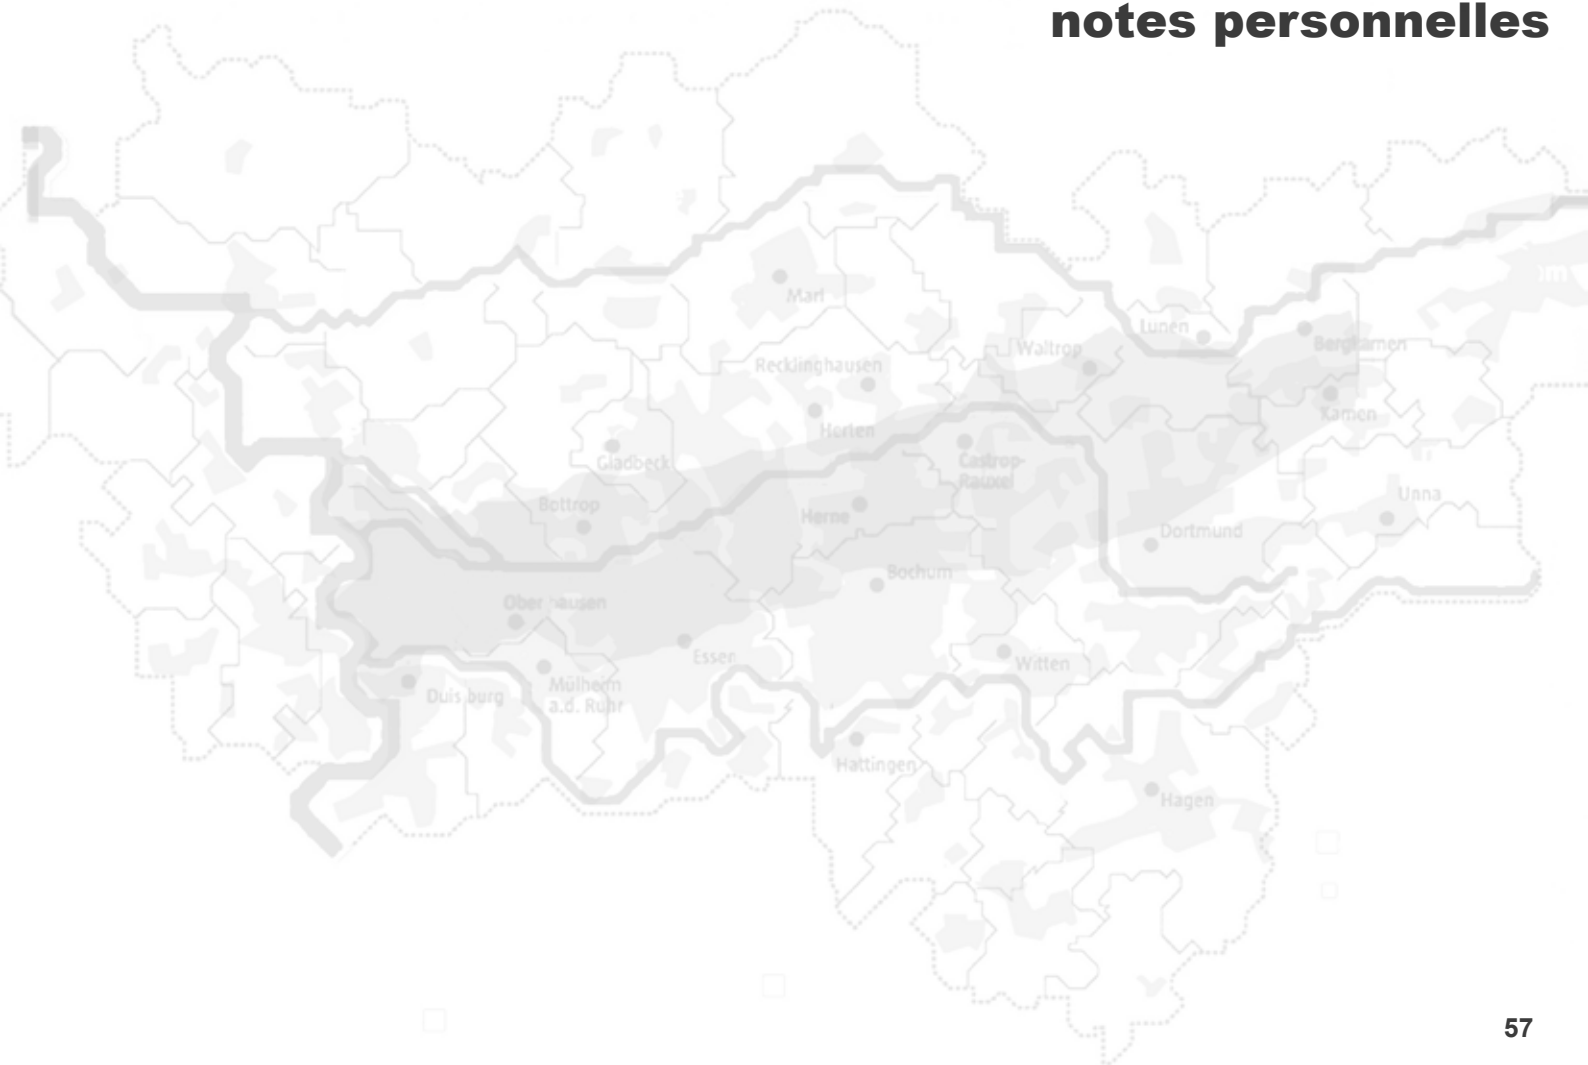 notes personnelles
Marl
Lunen
Bergkamen
Waltrop
Recklinghausen
Kamen
Herten
Castrop-
Rauxel
Gladbeck
Unna
Bottrop
Herne
Dortmund
Bochum
Oberhausen
Essen
Witten
Mülheim
a.d. Ruhr
Duisburg
Hattingen
Hagen
57